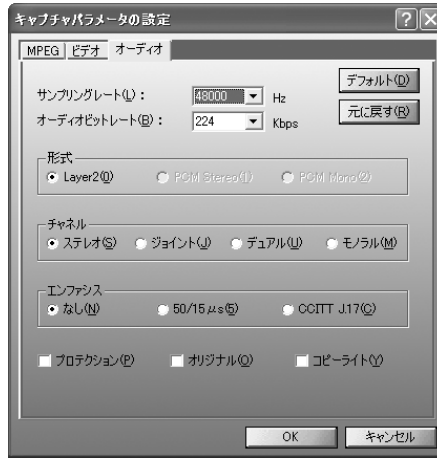 キャプチャパラメータの設定
MPEG ビデオ オーディオ
デフォルト(D)
サンプリングレート(L)： 48000 Hz
元に戻す(R)
オーディオビットレート(B)： 224 Kbps
形式
Layer2(0) PCM Stereo(1) PCM Mono(2)
チャネル
ステレオ(S) ジョイント(J) デュアル(U) モノラル(M)
エンファシス
なし(N) 50/15μs(5) CCITT J.17(C)
プロテクション(P) オリジナル(O) コピーライト(Y)
OK キャンセル